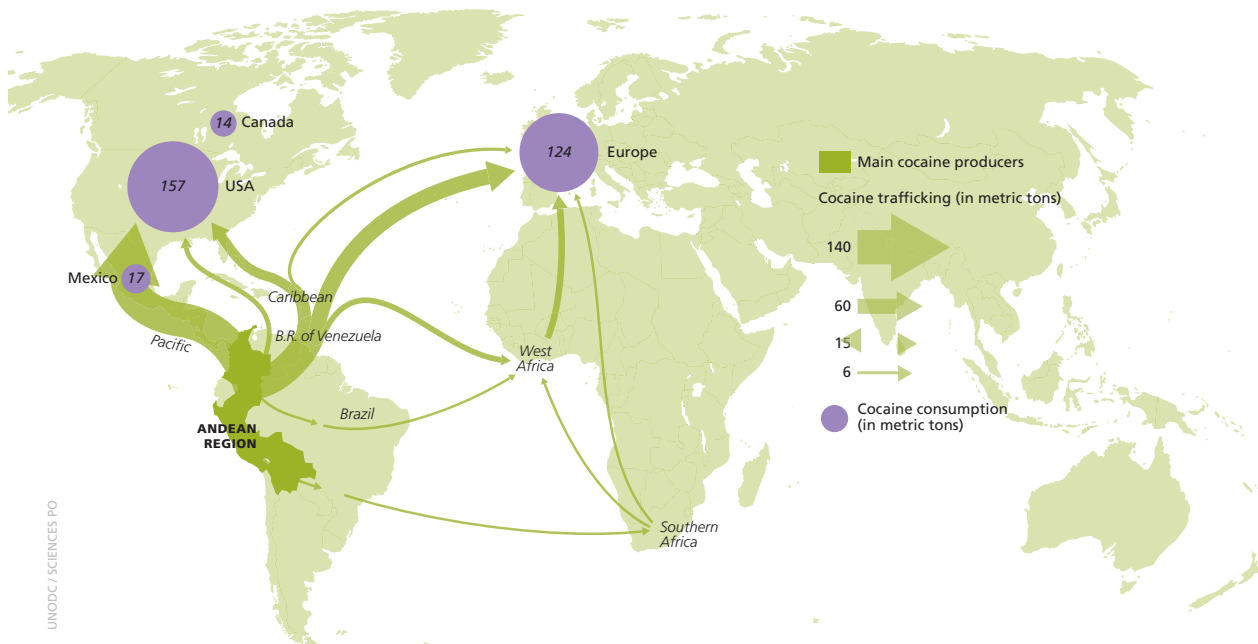 14 Canada
157 USA
124 Europe
Mexico 17
Caribbean
B.R. of Venezuela
Pacific
West
Africa
Brazil
ANDEAN
REGION
Southern
Africa
Main cocaine producers
Cocaine trafficking (in metric tons)
140
60
15
6
Cocaine consumption
(in metric tons)
UNODC / SCIENCES PO